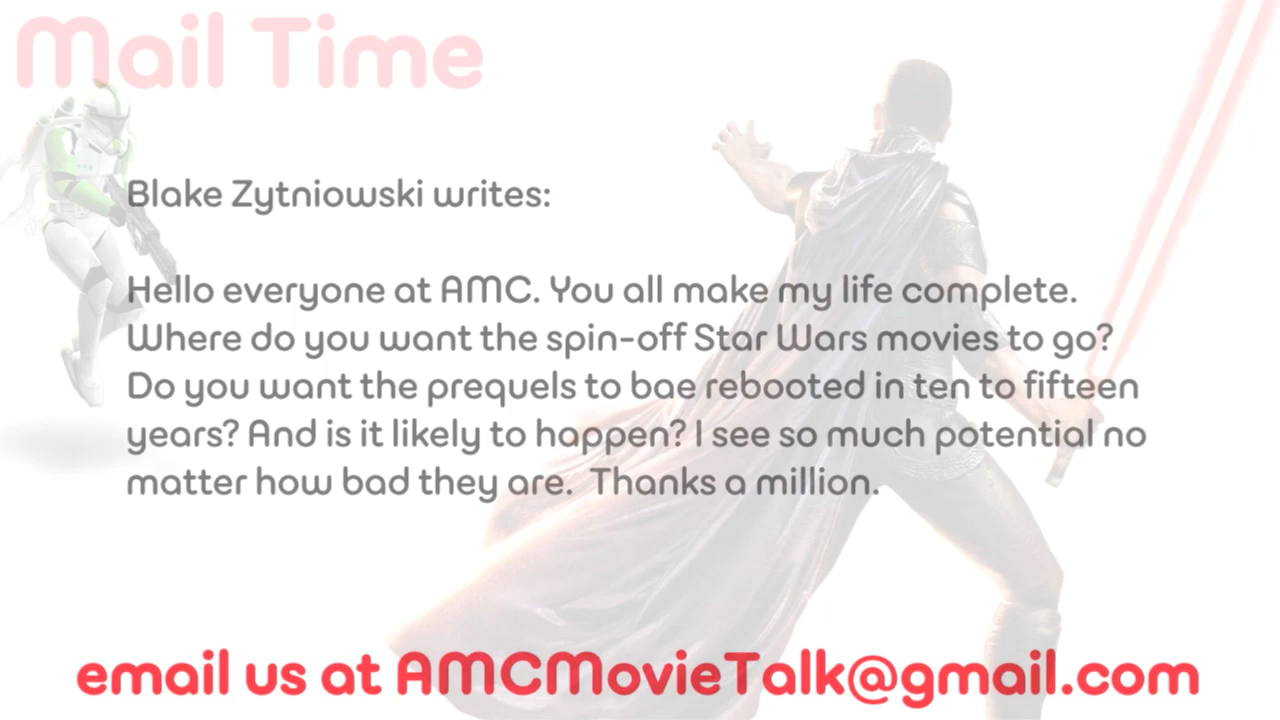 Mail Time
Blake Zytniowski writes:
Hello everyone at AMC. You all make my life complete.
Where do you want the spin-off Star Wars movies to go?
Do you want the prequels to bae rebooted in ten to fifteen
years? And is it likely to happen? I see so much potential no
matter how bad they are.  Thanks a million.
email us at AMCMovieTalk@gmail.com